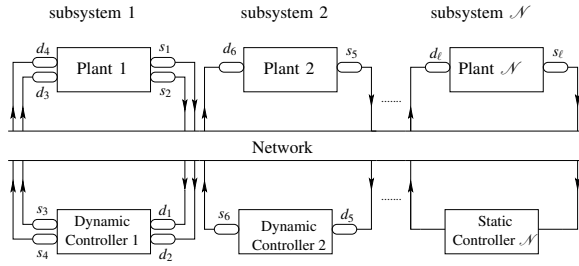 subsystem 1 subsystem 2 subsystem 𝒩
d4 Plant 1 s1 d6 Plant 2 s5 dℓ Plant 𝒩 sℓ
d3 s2
........ ........
Network
........
s3 Dynamic Controller 1 d1 s6 Dynamic Controller 2 d5 Static Controller 𝒩
s4 d2